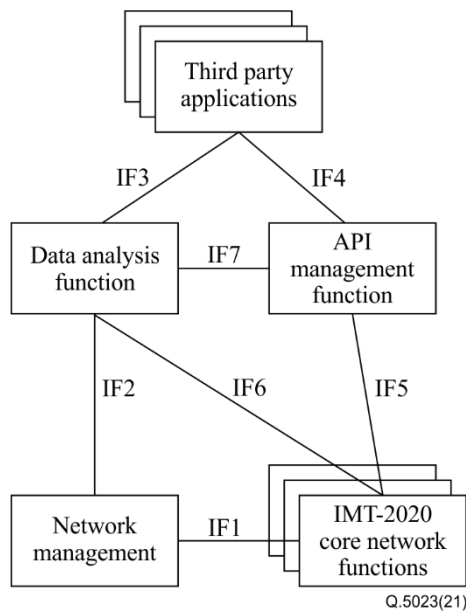 Third party
applications
IF3
IF4
Data analysis
function
IF7
API
management
function
IF2
IF6
IF5
Network
management
IF1
IMT-2020
core network
functions
Q.5023(21)